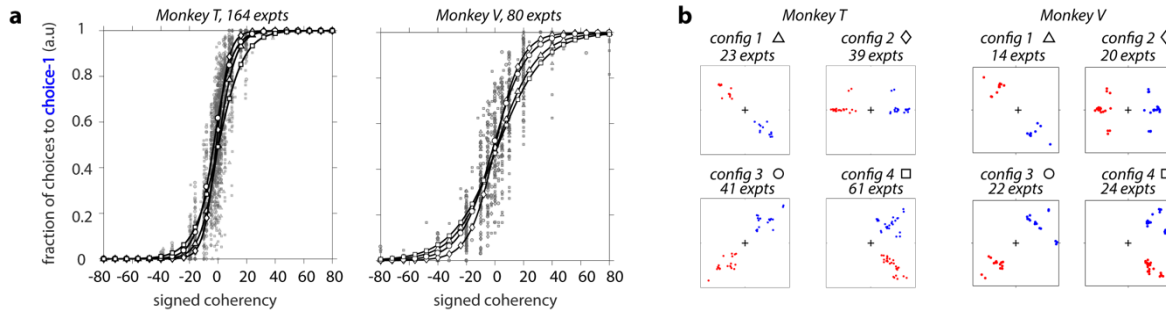 a
Monkey T, 164 expts
Monkey V, 80 expts
fraction of choices to choice-1 (a.u)
1
0.8
0.6
0.4
0.2
0
-80 -60 -40 -20 0 20 40 60 80
-80 -60 -40 -20 0 20 40 60 80
signed coherency
signed coherency
b
Monkey T
Monkey V
config 1 △
23 expts
config 2 ◇
39 expts
config 1 △
14 expts
config 2 ◇
20 expts
config 3 ○
41 expts
config 4 □
61 expts
config 3 ○
22 expts
config 4 □
24 expts